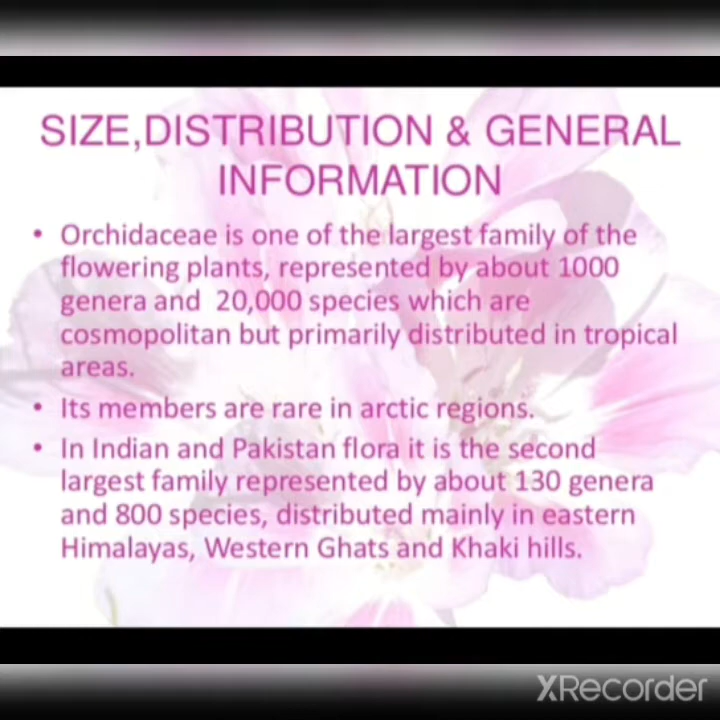 SIZE,DISTRIBUTION & GENERAL
INFORMATION
• Orchidaceae is one of the largest family of the
flowering plants, represented by about 1000
genera and 20,000 species which are
cosmopolitan but primarily distributed in tropical
areas.
• Its members are rare in arctic regions.
• In Indian and Pakistan flora it is the second
largest family represented by about 130 genera
and 800 species, distributed mainly in eastern
Himalayas, Western Ghats and Khaki hills.
XRecorder